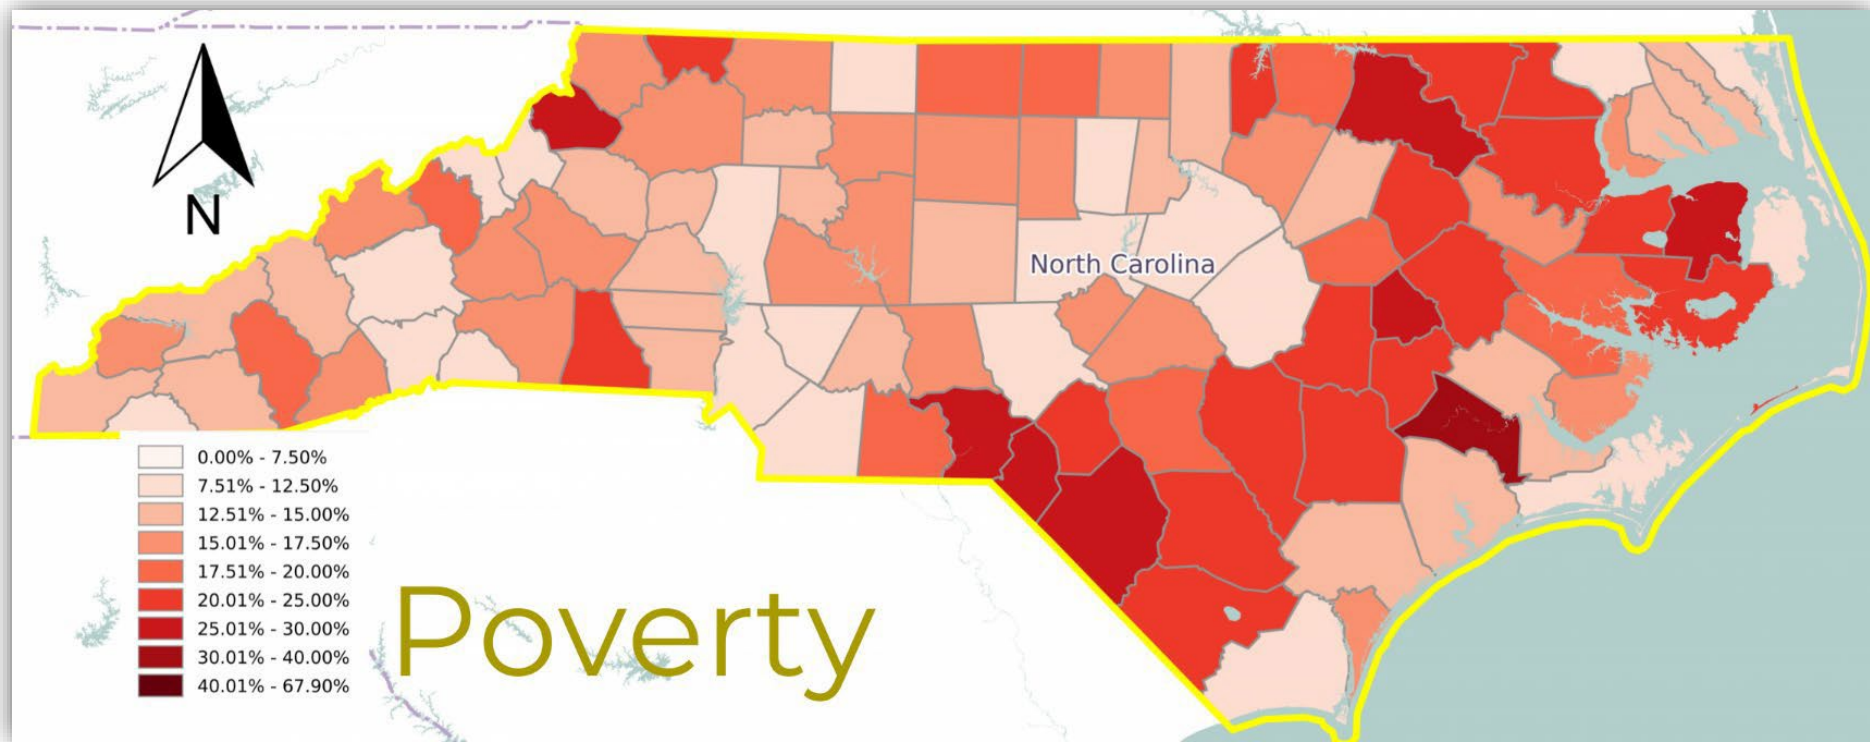 N
North Carolina
0.00% - 7.50%
7.51% - 12.50%
12.51% - 15.00%
15.01% - 17.50%
17.51% - 20.00%
20.01% - 25.00%
25.01% - 30.00%
30.01% - 40.00%
40.01% - 67.90%
Poverty